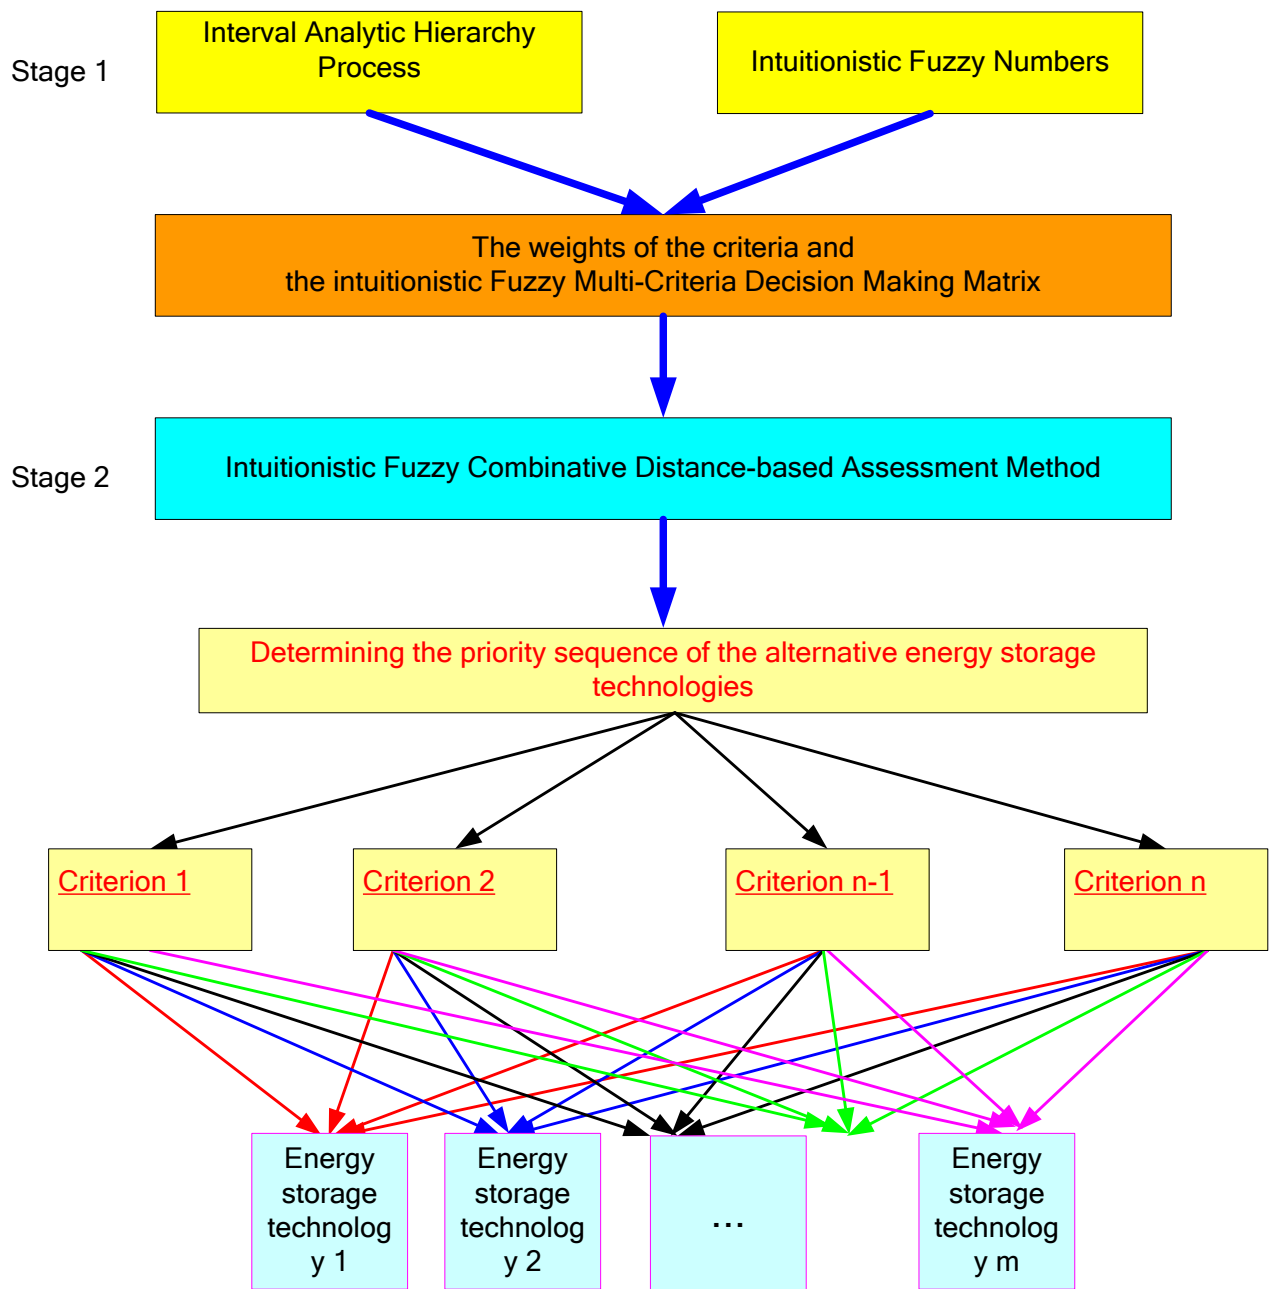 Interval Analytic Hierarchy
Process
Intuitionistic Fuzzy Numbers
Stage 1
The weights of the criteria and
the intuitionistic Fuzzy Multi-Criteria Decision Making Matrix
Stage 2
Intuitionistic Fuzzy Combinative Distance-based Assessment Method
Determining the priority sequence of the alternative energy storage
technologies
Criterion 1
Criterion 2
Criterion n-1
Criterion n
Energy
storage
technolog
y 1
Energy
storage
technolog
y 2
...
Energy
storage
technolog
y m